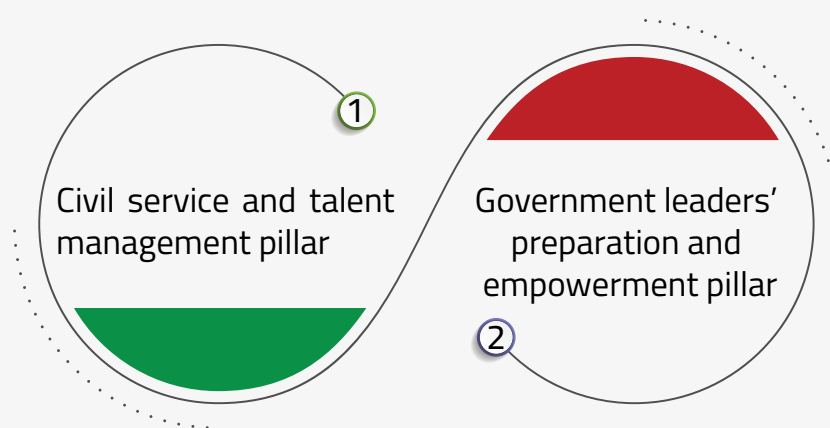 1
Civil service and talent
management pillar
Government leaders’
preparation and
empowerment pillar
2